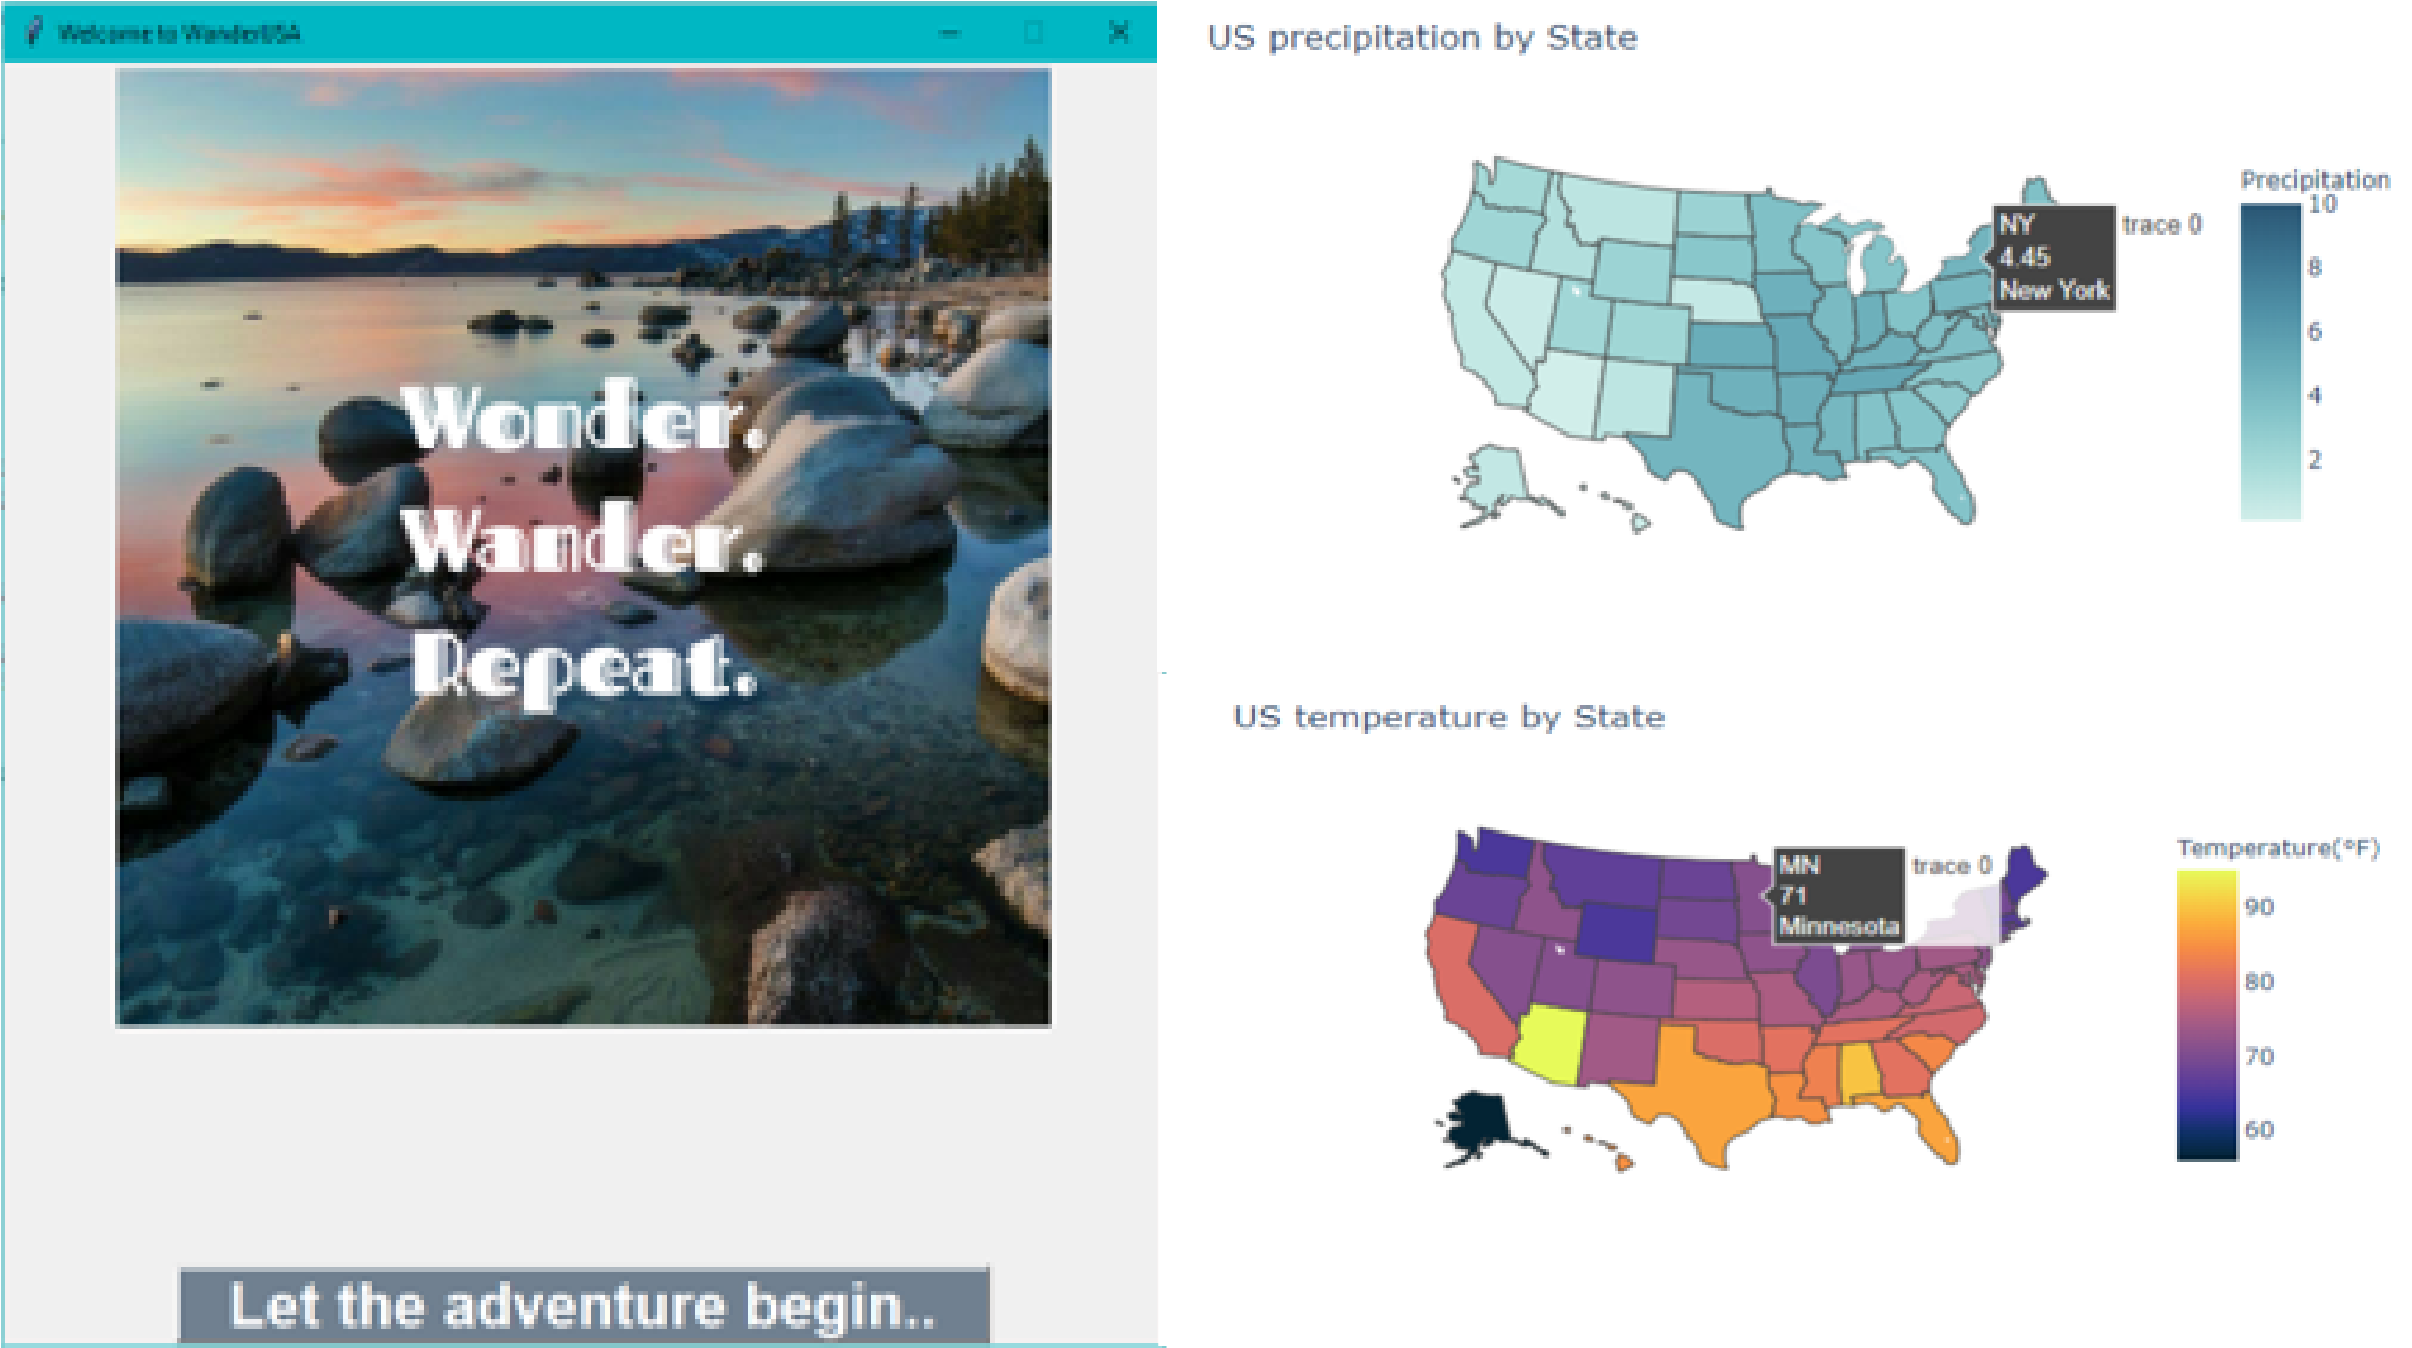 Welcome to WanderUSA
Wonder.
Wander.
Repeat.
Let the adventure begin..
US precipitation by State
Precipitation
10
8
6
4
2
NY
4.45
New York
trace 0
US temperature by State
Temperature(°F)
90
80
70
60
MN
71
Minnesota
trace 0